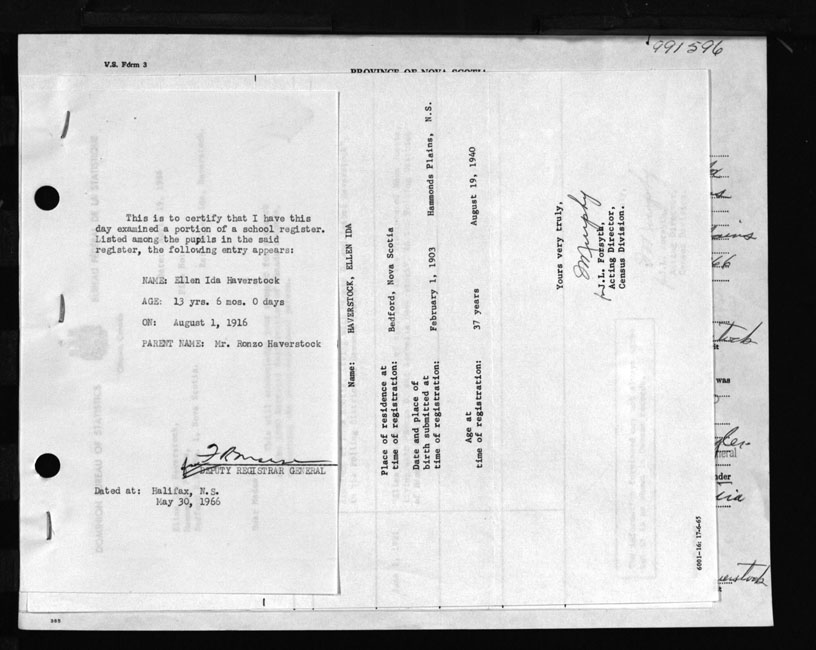 991596
V.S. Form 3
PROVINCE OF NOVA SCOTIA
This is to certify that I have this
day examined a portion of a school register.
Listed among the pupils in the said
register, the following entry appears:
NAME: Ellen Ida Haverstock
AGE: 13 yrs. 6 mos. 0 days
ON: August 1, 1916
PARENT NAME: Mr. Ronzo Haverstock
DEPUTY REGISTRAR GENERAL
Dated at: Halifax, N.S.
May 30, 1966
Name: HAVERSTOCK, ELLEN IDA
Place of residence at
time of registration: Bedford, Nova Scotia
Date and place of
birth submitted at
time of registration: February 1, 1903 Hammonds Plains, N.S.
Age at
time of registration: 37 years August 19, 1940
Yours very truly,
Murphy
J.L. Forsyth,
Acting Director,
Census Division.
6001-16: 17-6-65
was